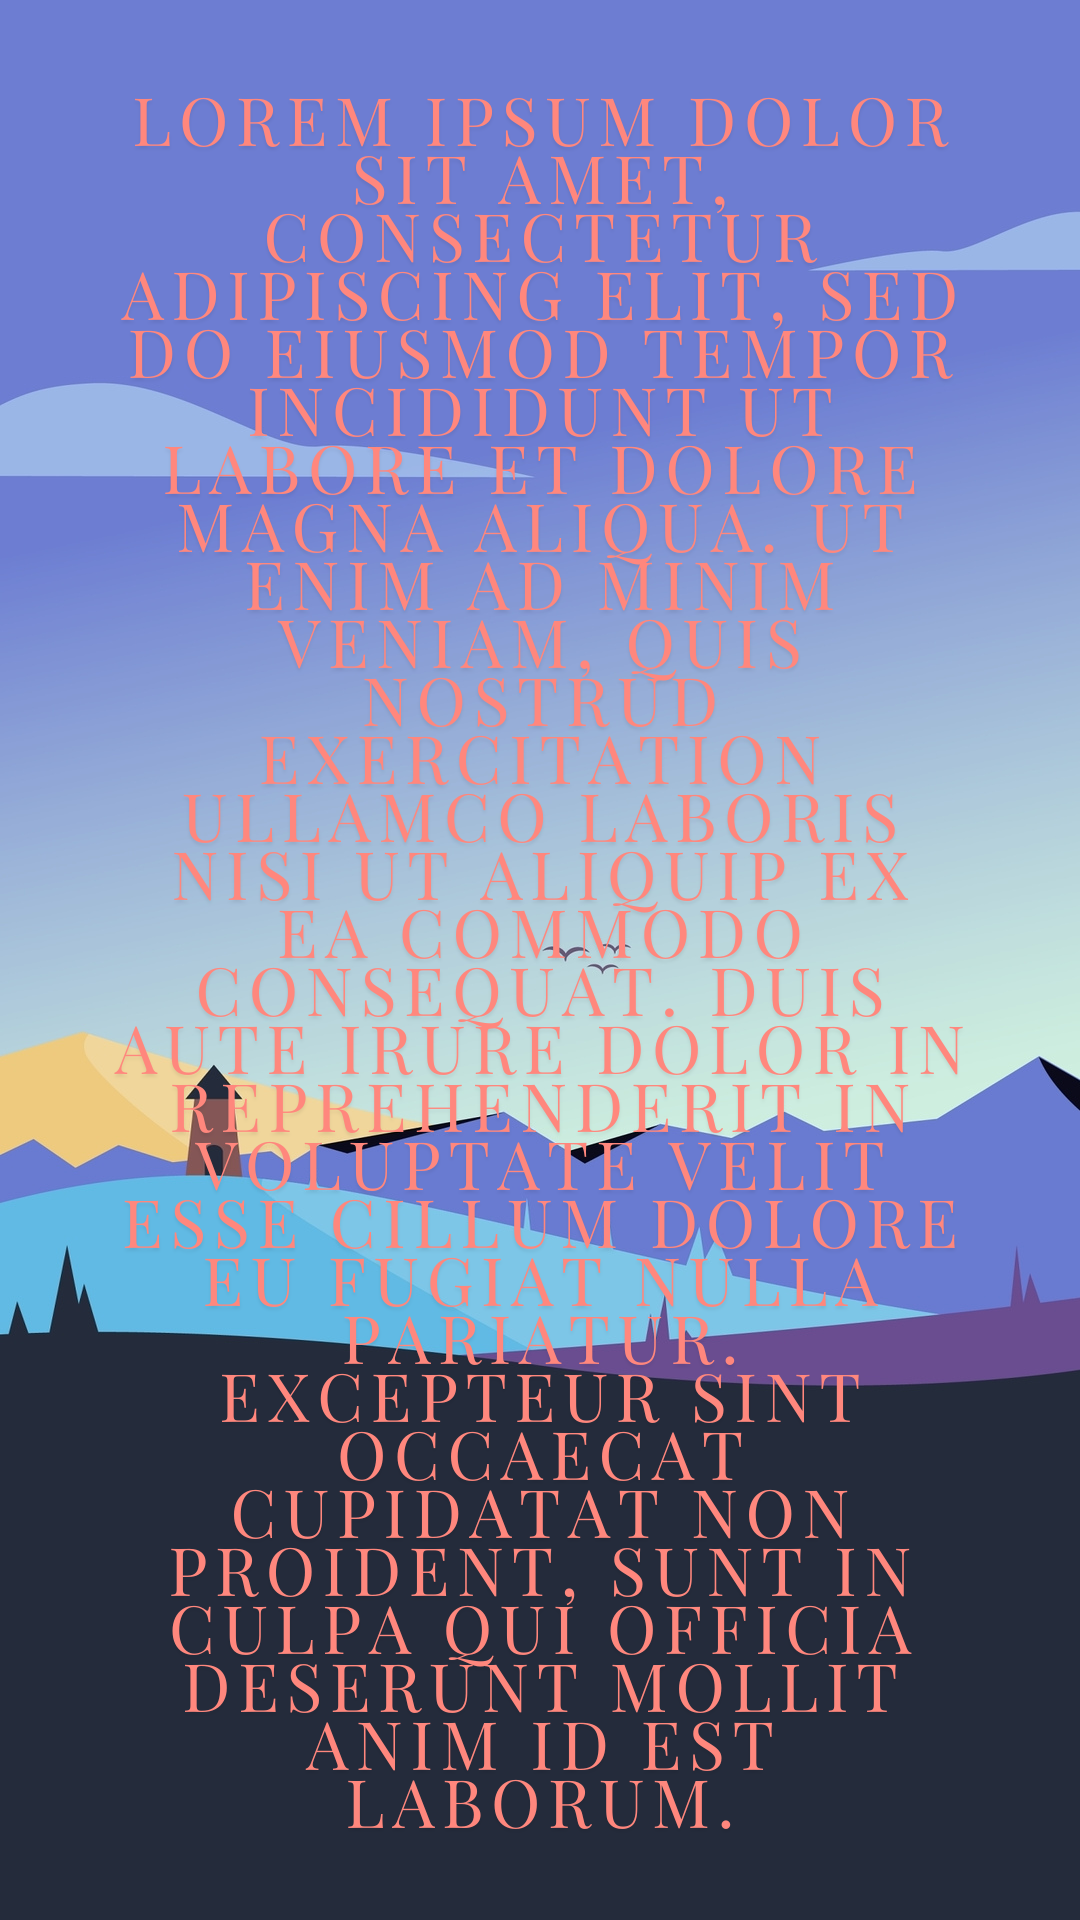 LOREM IPSUM DOLOR
SIT AMET,
CONSECTETUR
ADIPISCING ELIT, SED
DO EIUSMOD TEMPOR
INCIDIDUNT UT
LABORE ET DOLORE
MAGNA ALIQUA. UT
ENIM AD MINIM
VENIAM, QUIS
NOSTRUD
EXERCITATION
ULLAMCO LABORIS
NISI UT ALIQUIP EX
EA COMMODO
CONSEQUAT. DUIS
AUTE IRURE DOLOR IN
REPREHENDERIT IN
VOLUPTATE VELIT
ESSE CILLUM DOLORE
EU FUGIAT NULLA
PARIATUR.
EXCEPTEUR SINT
OCCAECAT
CUPIDATAT NON
PROIDENT, SUNT IN
CULPA QUI OFFICIA
DESERUNT MOLLIT
ANIM ID EST
LABORUM.